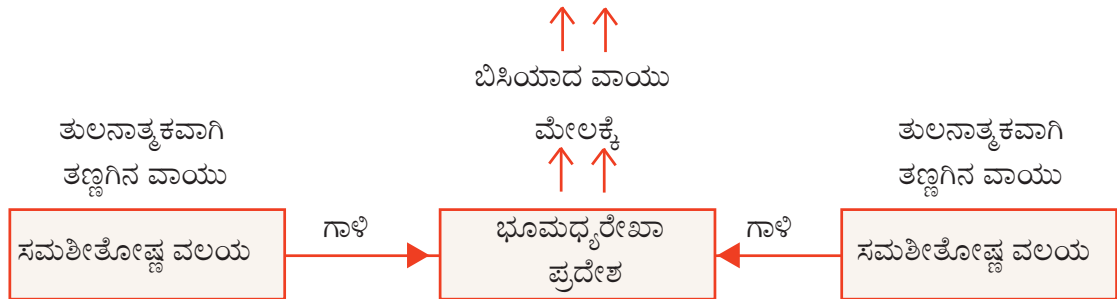 ಬಿಸಿಯಾದ ವಾಯು
ಮೇಲಕ್ಕೆ
ತುಲನಾತ್ಮಕವಾಗಿ
ತಣ್ಣಗಿನ ವಾಯು
ಸಮಶೀತೋಷ್ಣ ವಲಯ
ಗಾಳಿ
ಭೂಮಧ್ಯರೇಖಾ
ಪ್ರದೇಶ
ಗಾಳಿ
ತುಲನಾತ್ಮಕವಾಗಿ
ತಣ್ಣಗಿನ ವಾಯು
ಸಮಶೀತೋಷ್ಣ ವಲಯ